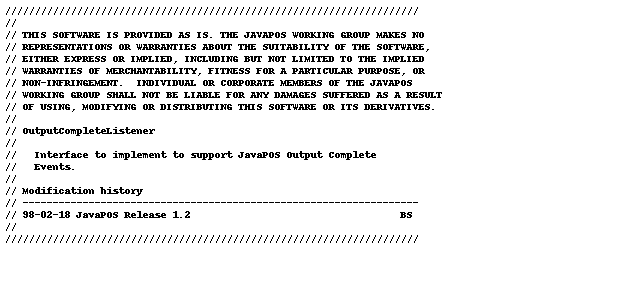 //////////////////////////////////////////////////////////////////////
//
// THIS SOFTWARE IS PROVIDED AS IS. THE JAVAPOS WORKING GROUP MAKES NO
// REPRESENTATIONS OR WARRANTIES ABOUT THE SUITABILITY OF THE SOFTWARE,
// EITHER EXPRESS OR IMPLIED, INCLUDING BUT NOT LIMITED TO THE IMPLIED
// WARRANTIES OF MERCHANTABILITY, FITNESS FOR A PARTICULAR PURPOSE, OR
// NON-INFRINGEMENT.  INDIVIDUAL OR CORPORATE MEMBERS OF THE JAVAPOS
// WORKING GROUP SHALL NOT BE LIABLE FOR ANY DAMAGES SUFFERED AS A RESULT
// OF USING, MODIFYING OR DISTRIBUTING THIS SOFTWARE OR ITS DERIVATIVES.
//
// OutputCompleteListener
//
//   Interface to implement to support JavaPOS Output Complete
//   Events.
//
// Modification history
// ------------------------------------------------------------------
// 98-02-18 JavaPOS Release 1.2                                   BS
//
//////////////////////////////////////////////////////////////////////